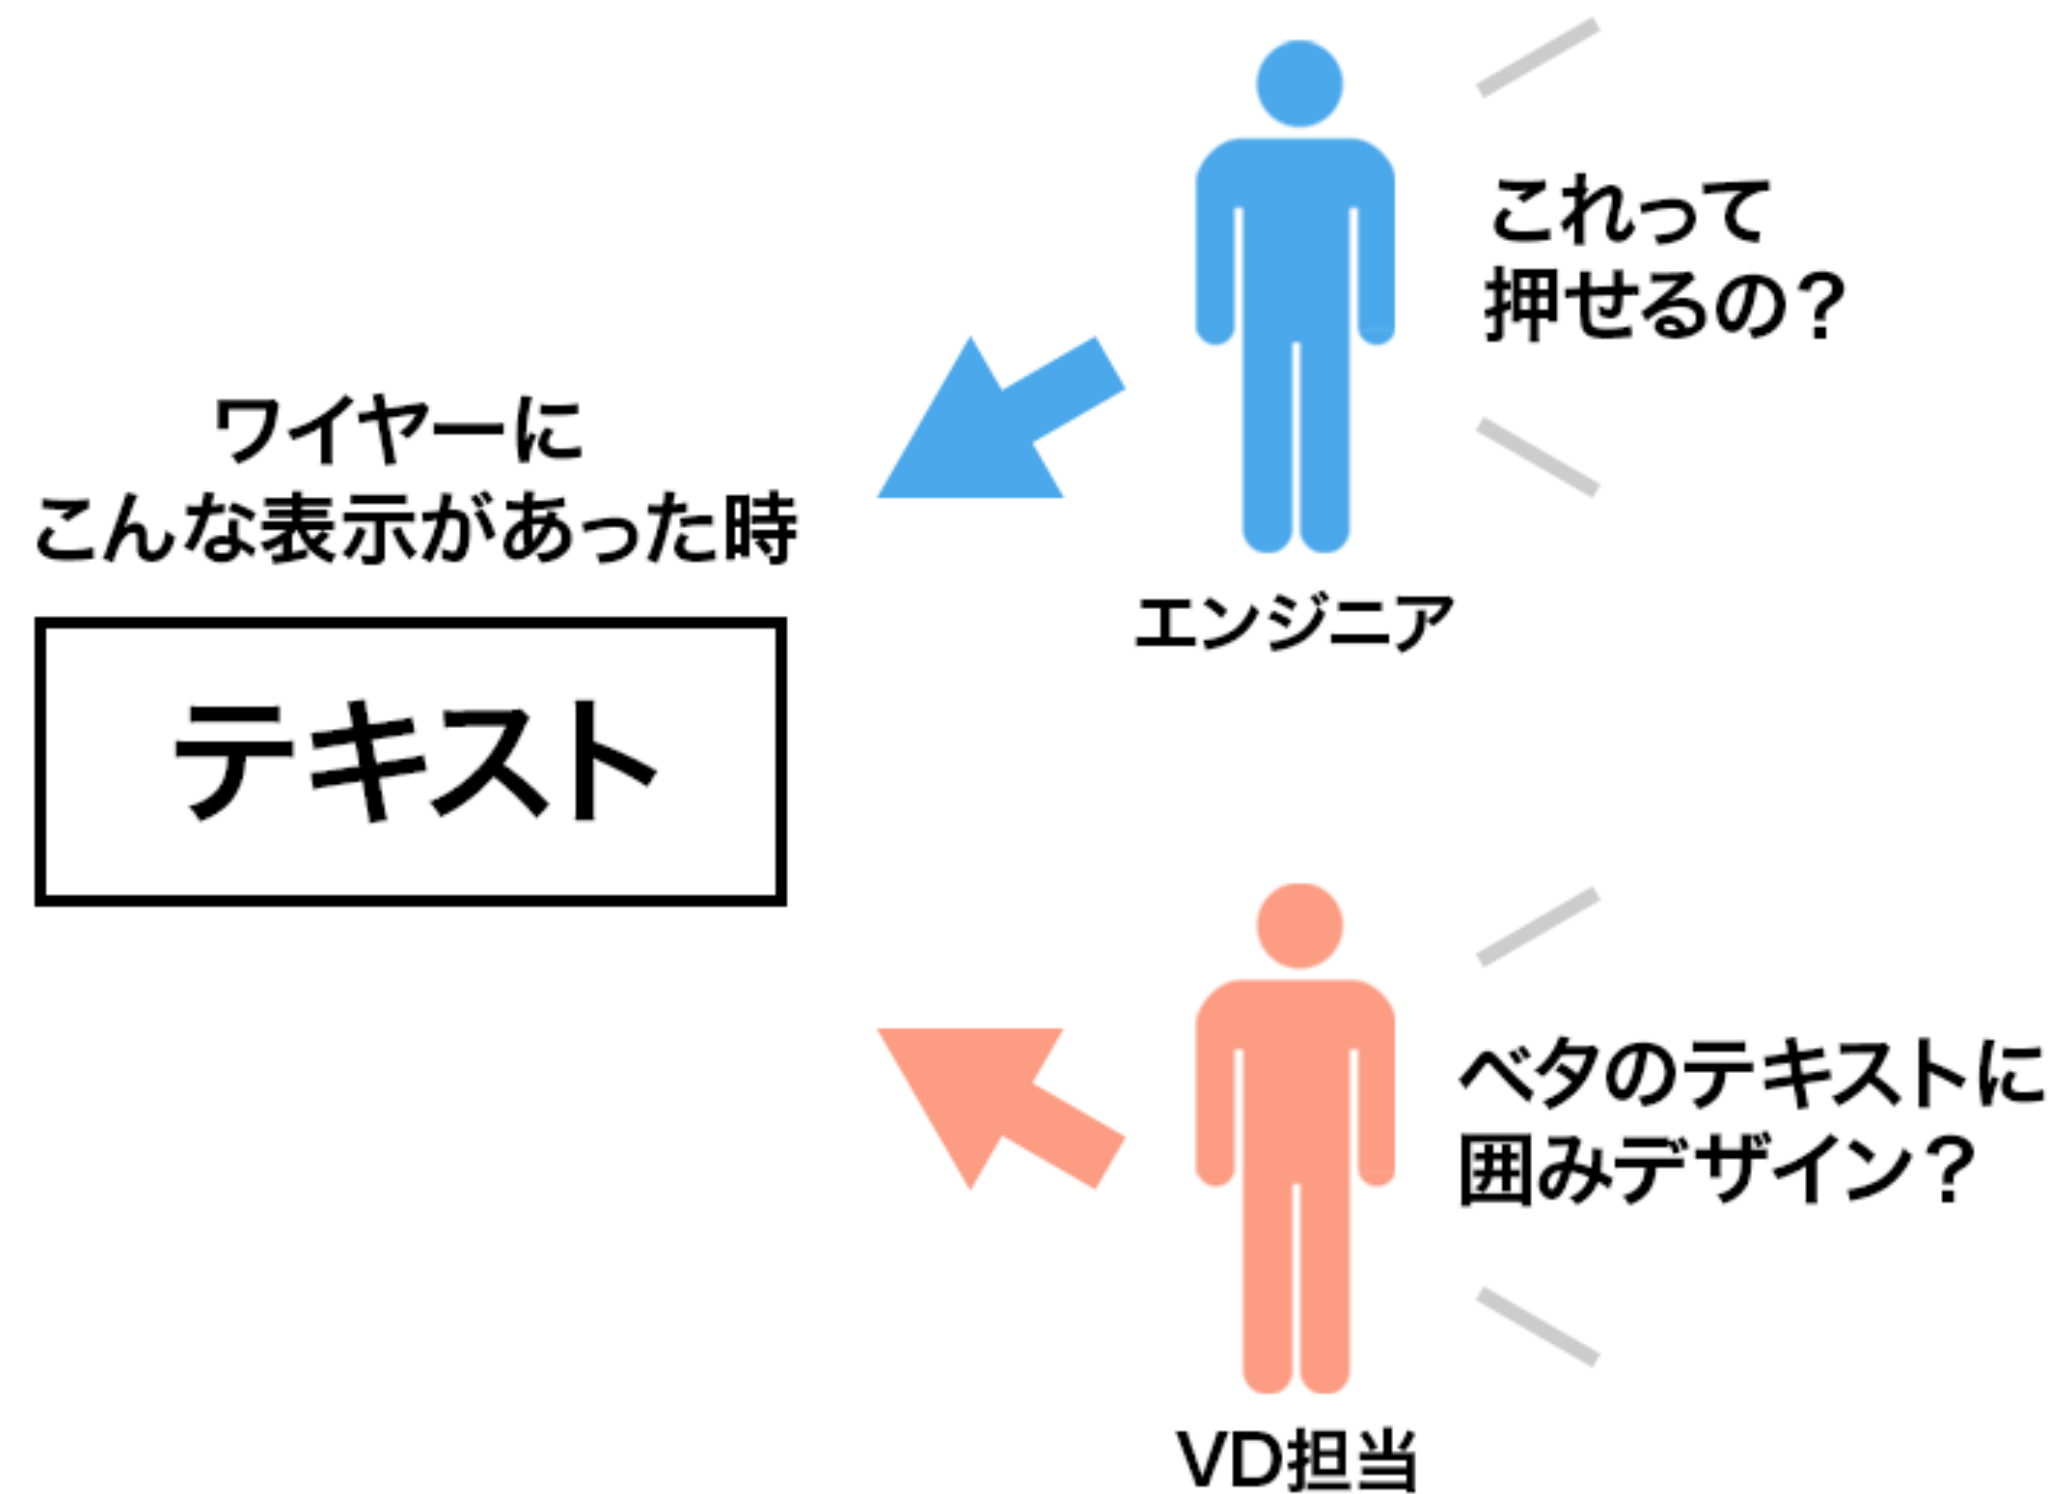 ワイヤーに
こんな表示があった時
テキスト
これって
押せるの？
エンジニア
ベタのテキストに
囲みデザイン？
VD担当